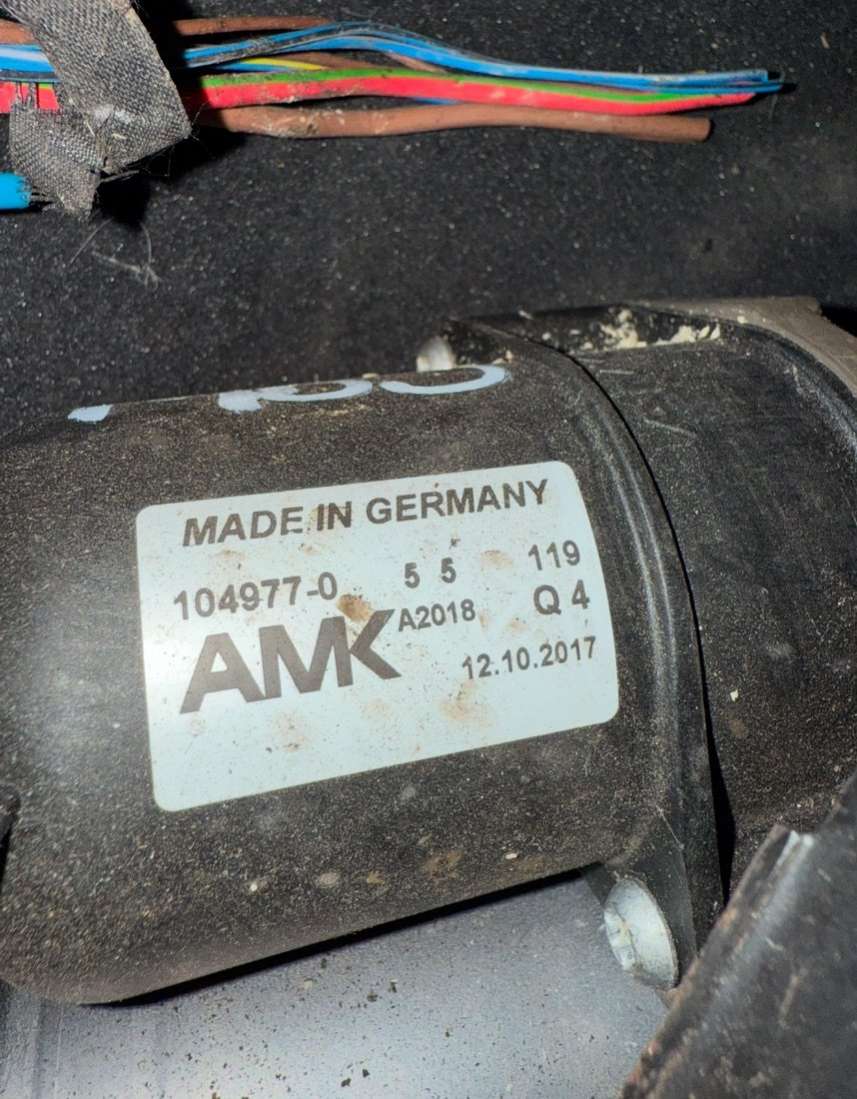 MADE IN GERMANY
104977-0 5 5 119
AMK A2018 Q 4
12.10.2017